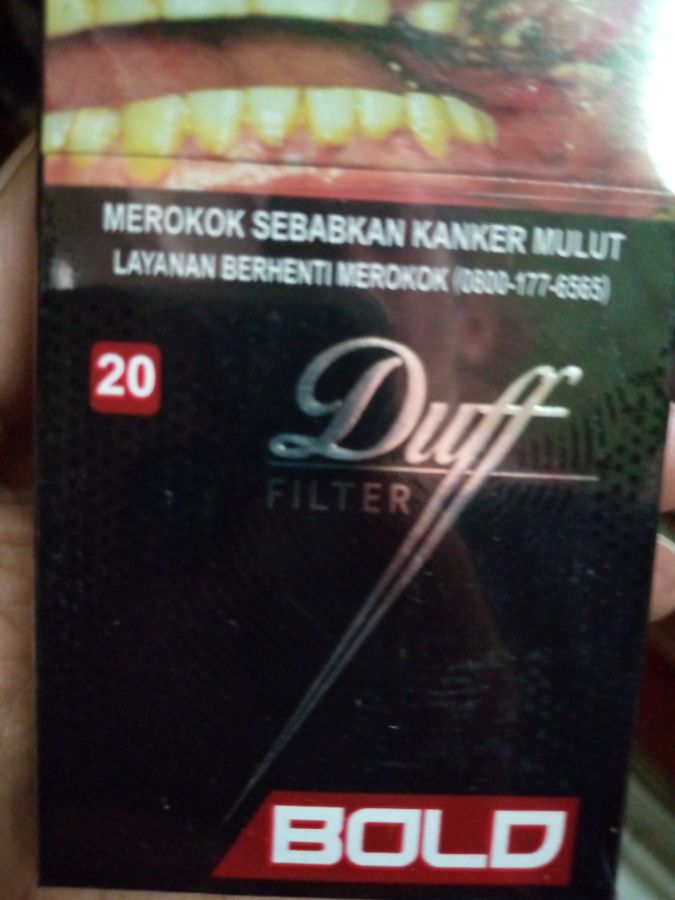 MEROKOK SEBABKAN KANKER MULUT
LAYANAN BERHENTI MEROKOK (0800-177-6565)
20
Duff
FILTER
BOLD